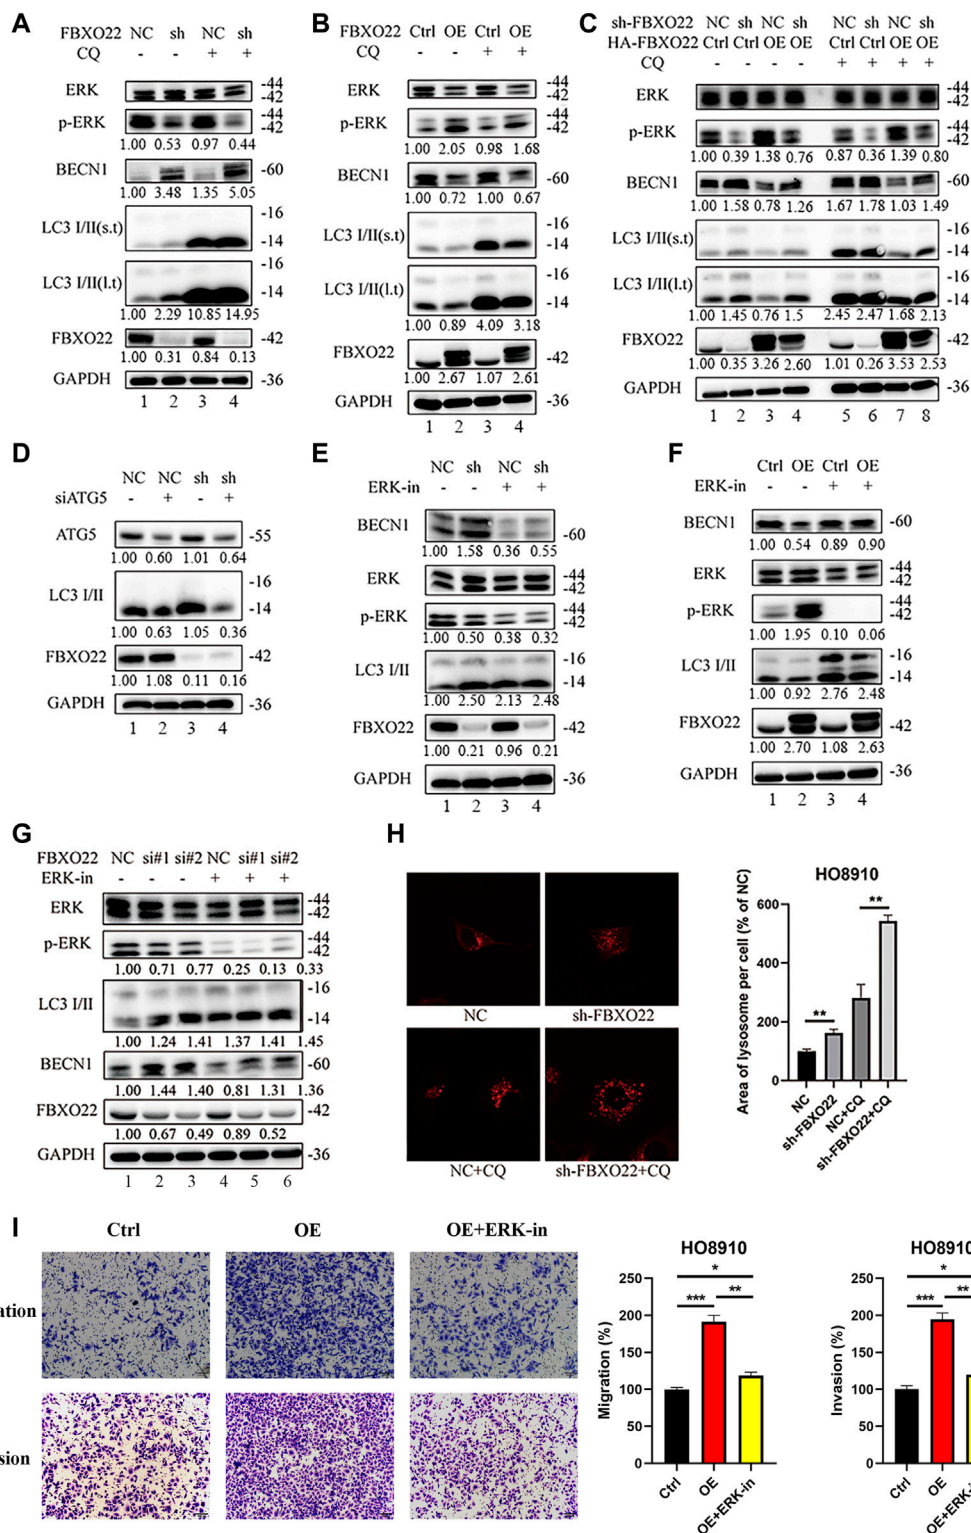 A
FBXO22 NC sh NC sh
CQ - - + +
ERK -44
-42
p-ERK -44
-42
1.00 0.53 0.97 0.44
BECN1 -60
1.00 3.48 1.35 5.05
LC3 I/II(s.t) -16
-14
LC3 I/II(l.t) -14
1.00 2.29 10.85 14.95
FBXO22 -42
1.00 0.31 0.84 0.13
GAPDH -36
1 2 3 4
B
FBXO22 Ctrl OE Ctrl OE
CQ - - + +
ERK -44
-42
p-ERK -44
-42
1.00 2.05 0.98 1.68
BECN1 -60
1.00 0.72 1.00 0.67
LC3 I/II(s.t) -16
-14
LC3 I/II(l.t) -16
-14
1.00 0.89 4.09 3.18
FBXO22 -42
1.00 2.67 1.07 2.61
GAPDH -36
1 2 3 4
C
sh-FBXO22 NC sh NC sh NC sh NC sh
HA-FBXO22 Ctrl Ctrl OE OE Ctrl Ctrl OE OE
CQ - - - - + + + +
ERK -44
-42
p-ERK -44
-42
1.00 0.39 1.38 0.76 0.87 0.36 1.39 0.80
BECN1 -60
1.00 1.58 0.78 1.26 1.67 1.78 1.03 1.49
LC3 I/II(s.t) -16
-14
LC3 I/II(l.t) -16
-14
1.00 1.45 0.76 1.5 2.45 2.47 1.68 2.13
FBXO22 -42
1.00 0.35 3.26 2.60 1.01 0.26 3.53 2.53
GAPDH -36
1 2 3 4 5 6 7 8
D
NC NC sh sh
siATG5 - + - +
ATG5 -55
1.00 0.60 1.01 0.64
LC3 I/II -16
-14
1.00 0.63 1.05 0.36
FBXO22 -42
1.00 1.08 0.11 0.16
GAPDH -36
1 2 3 4
E
NC sh NC sh
ERK-in - - + +
BECN1 -60
1.00 1.58 0.36 0.55
ERK -44
-42
p-ERK -44
-42
1.00 0.50 0.38 0.32
LC3 I/II -16
-14
1.00 2.50 2.13 2.48
FBXO22 -42
1.00 0.21 0.96 0.21
GAPDH -36
1 2 3 4
F
Ctrl OE Ctrl OE
ERK-in - - + +
BECN1 -60
1.00 0.54 0.89 0.90
ERK -44
-42
p-ERK -44
-42
1.00 1.95 0.10 0.06
LC3 I/II -16
-14
1.00 0.92 2.76 2.48
FBXO22 -42
1.00 2.70 1.08 2.63
GAPDH -36
1 2 3 4
G
FBXO22 NC si#1 si#2 NC si#1 si#2
ERK-in - - - + + +
ERK -44
-42
p-ERK -44
-42
1.00 0.71 0.77 0.25 0.13 0.33
LC3 I/II -16
-14
1.00 1.24 1.41 1.37 1.41 1.45
BECN1 -60
1.00 1.44 1.40 0.81 1.31 1.36
FBXO22 -42
1.00 0.67 0.49 0.89 0.52
GAPDH -36
1 2 3 4 5 6
H
NC sh-FBXO22
NC+CQ sh-FBXO22+CQ
HO8910
Area of lysosome per cell (% of NC)
600
400
200
0
** **
NC
sh-FBXO22
NC+CQ
sh-FBXO22+CQ
I
Ctrl OE OE+ERK-in
ation
sion
HO8910
Migration (%)
250
200
150
100
50
0
*
*** **
Ctrl
OE
OE+ERK-in
HO8910
Invasion (%)
250
200
150
100
50
0
*
*** **
Ctrl
OE
OE+ERK-in